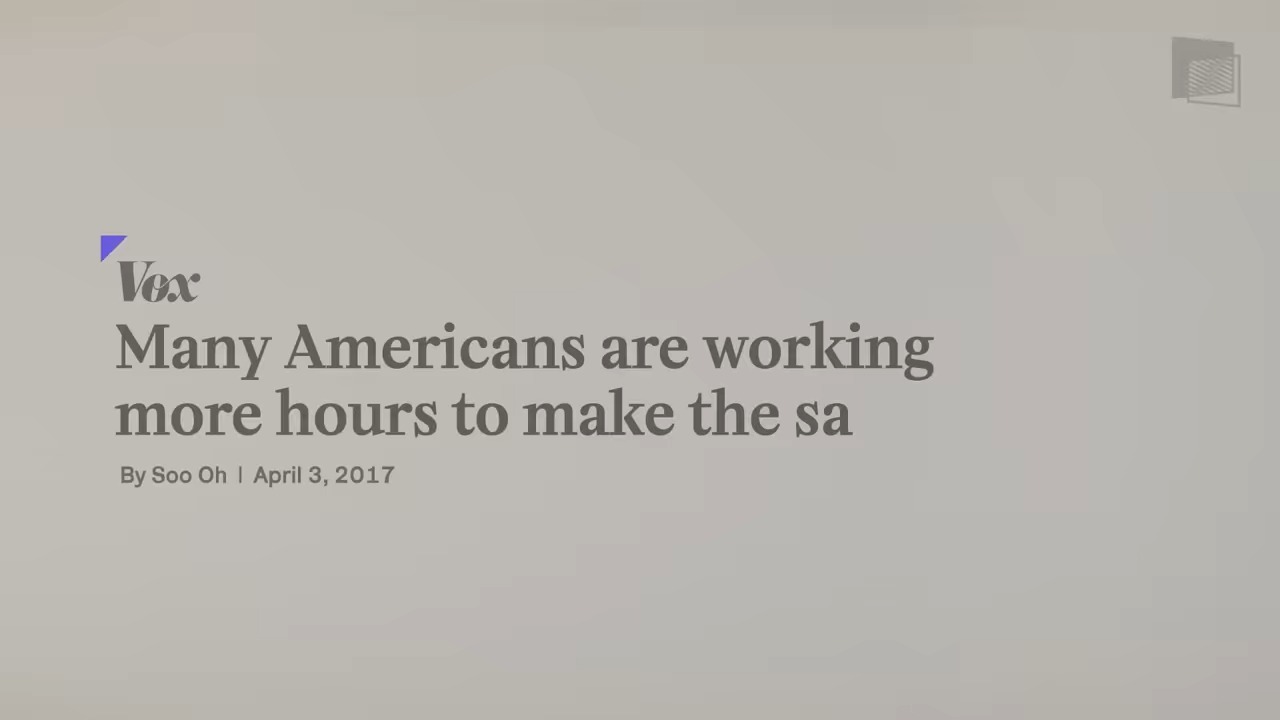 Vox
Many Americans are working
more hours to make the sa
By Soo Oh | April 3, 2017